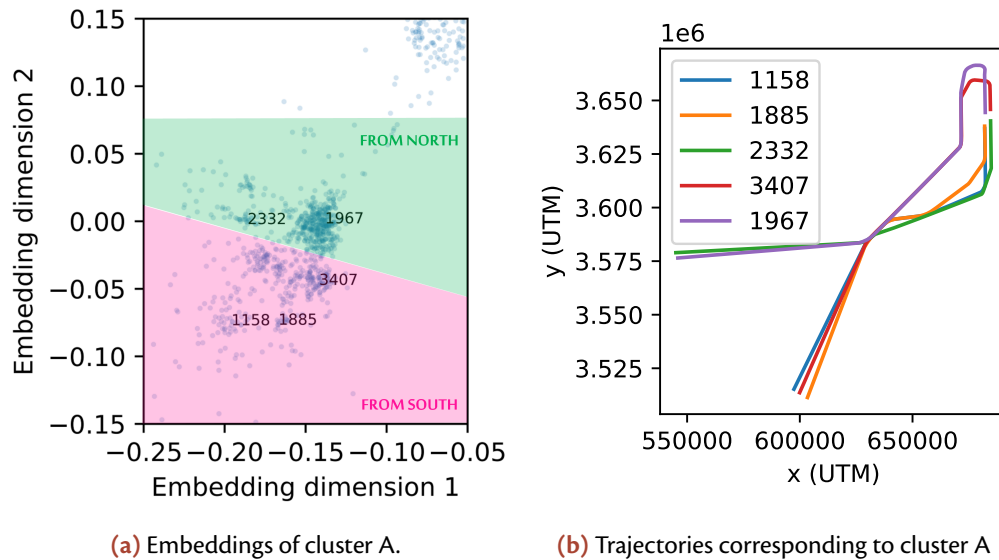 0.15
0.10
0.05
0.00
−0.05
−0.10
−0.15
Embedding dimension 2
FROM NORTH
2332
1967
3407
1158
1885
FROM SOUTH
−0.25 −0.20 −0.15 −0.10 −0.05
Embedding dimension 1
(a) Embeddings of cluster A.
1e6
3.650
3.625
3.600
3.575
3.550
3.525
y (UTM)
1158
1885
2332
3407
1967
550000 600000 650000
x (UTM)
(b) Trajectories corresponding to cluster A